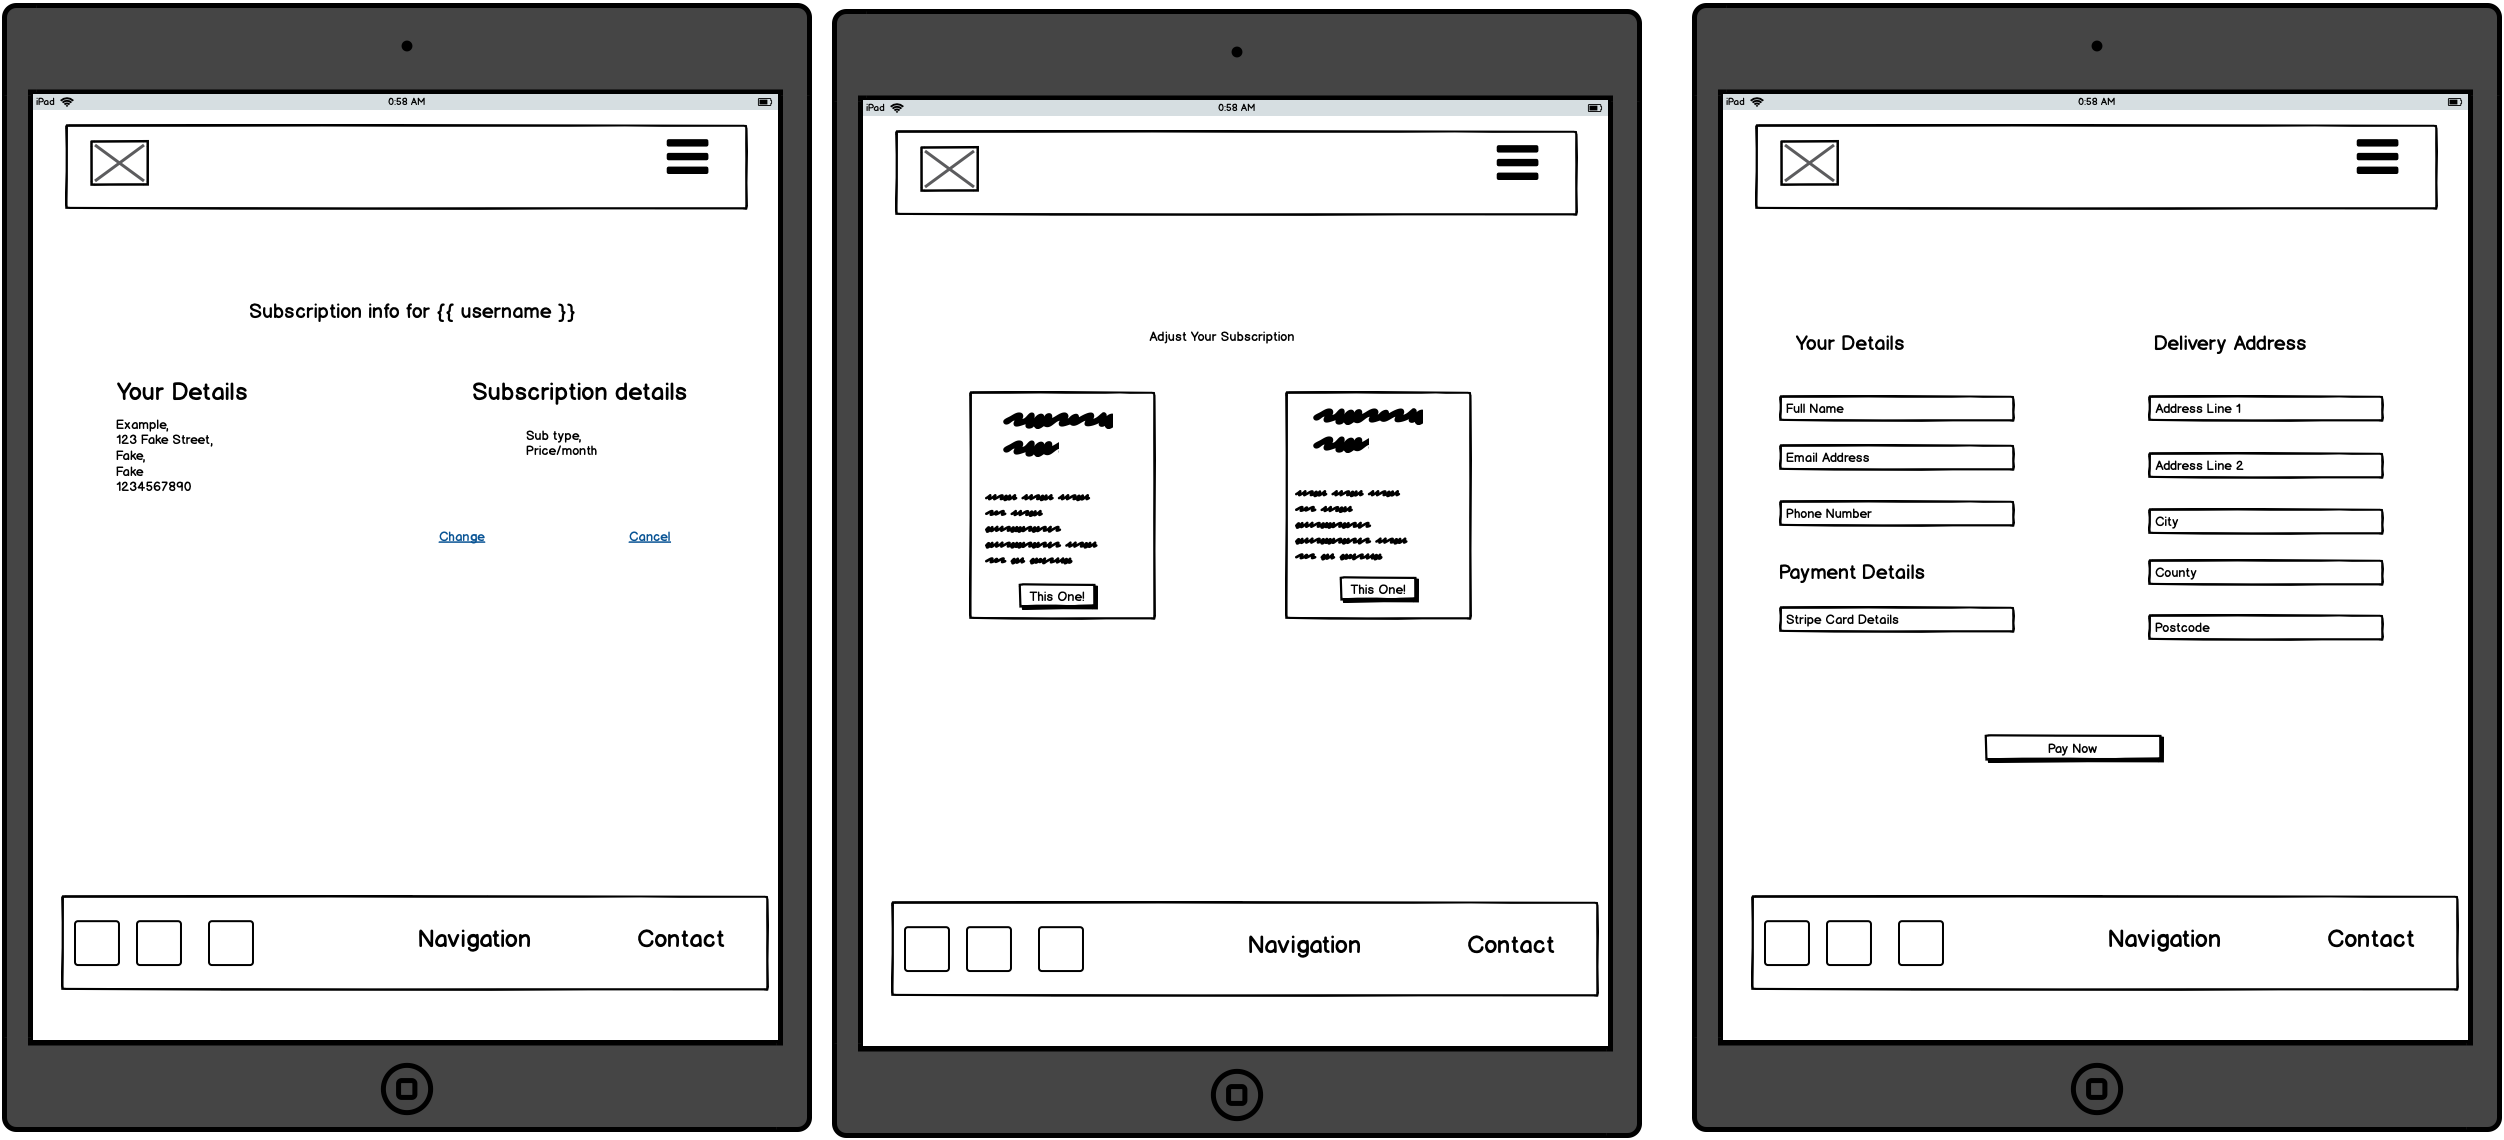 iPad 0:58 AM
Subscription info for {{ username }}
Your Details
Example,
123 Fake Street,
Fake,
Fake
1234567890
Subscription details
Sub type,
Price/month
Change Cancel
Navigation Contact
iPad 0:58 AM
Adjust Your Subscription
This One!
This One!
Navigation Contact
iPad 0:58 AM
Your Details
Full Name
Email Address
Phone Number
Payment Details
Stripe Card Details
Delivery Address
Address Line 1
Address Line 2
City
County
Postcode
Pay Now
Navigation Contact